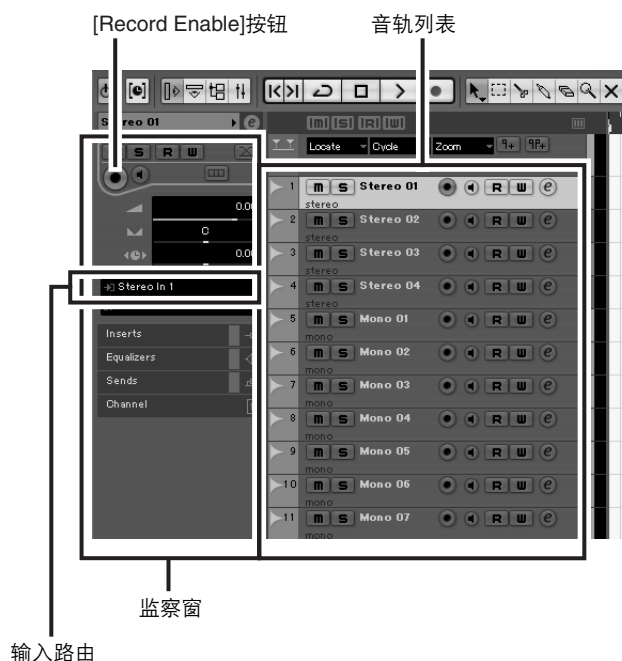 [Record Enable]按钮
音轨列表
Stereo 01
Locate Cycle Zoom
S R W
1 m S Stereo 01 R W e
stereo
0.00
2 m S Stereo 02 R W e
stereo
C
3 m S Stereo 03 R W e
stereo
0.00
Stereo In 1
4 m S Stereo 04 R W e
stereo
5 m S Mono 01 R W e
mono
Inserts
6 m S Mono 02 R W e
mono
Equalizers
7 m S Mono 03 R W e
mono
Sends
8 m S Mono 04 R W e
mono
Channel
9 m S Mono 05 R W e
mono
10 m S Mono 06 R W e
mono
11 m S Mono 07 R W e
mono
监察窗
输入路由